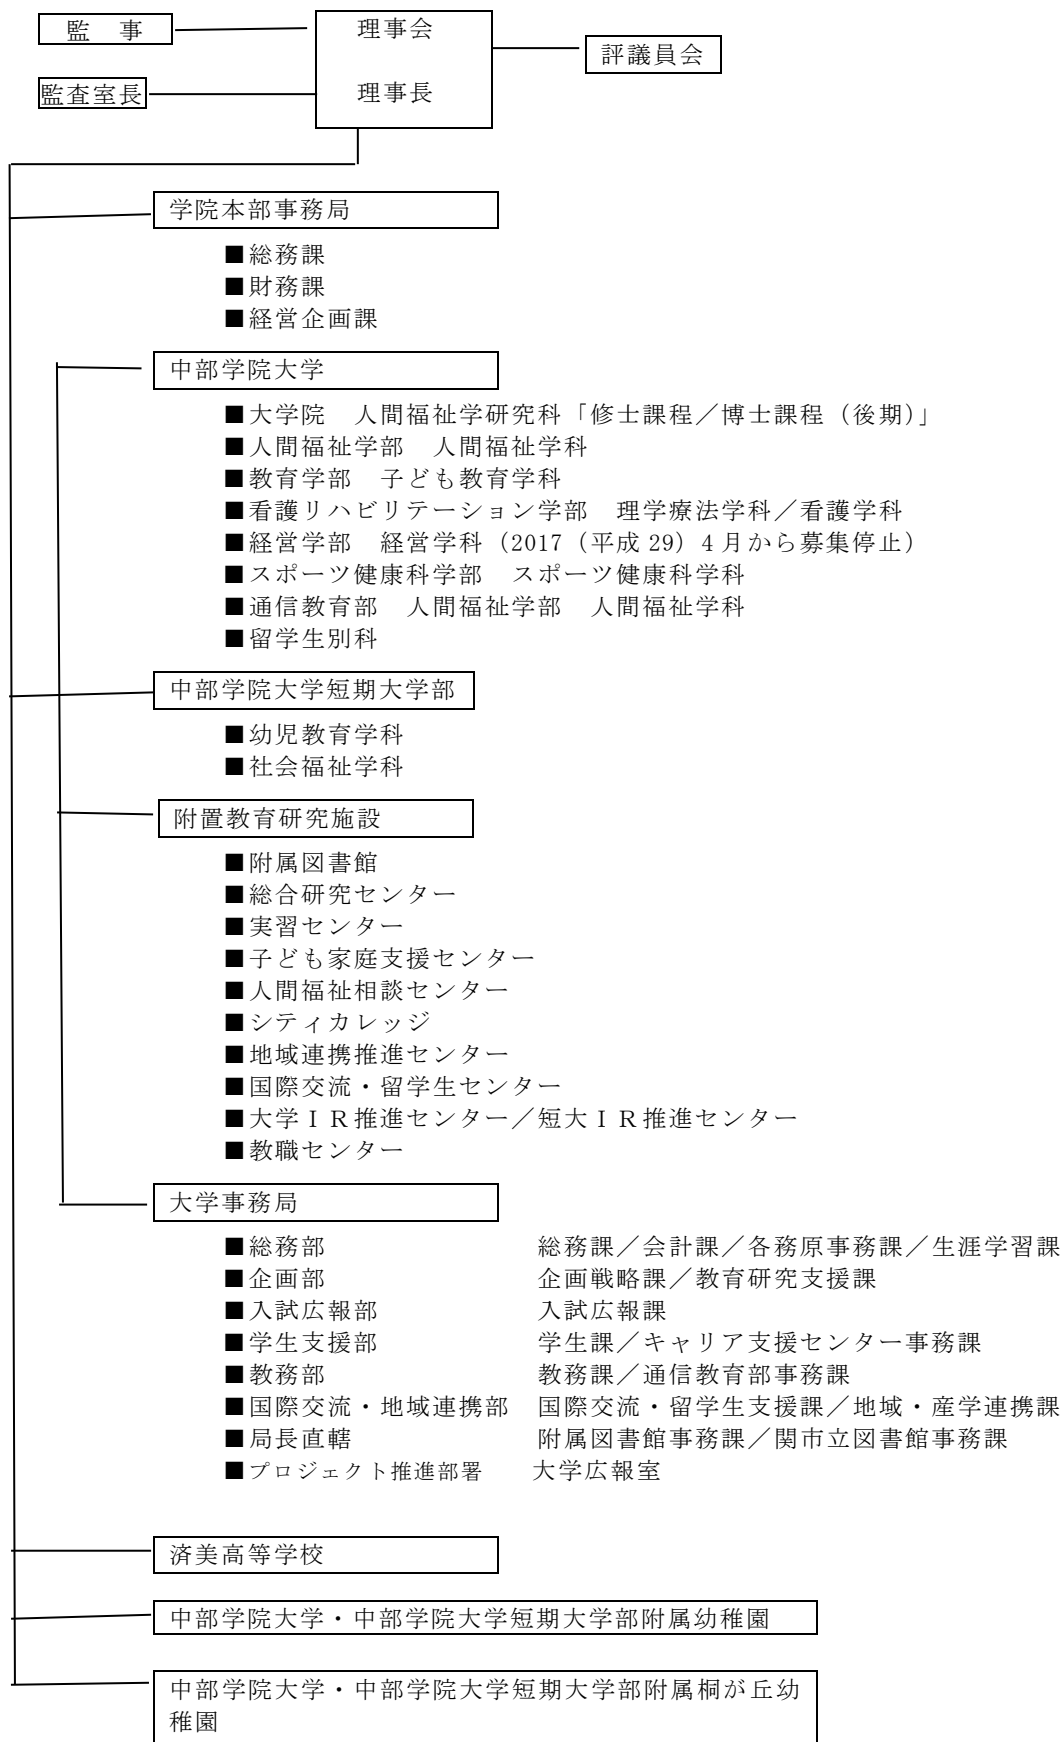 監　事
理事会
評議員会
監査室長
理事長
学院本部事務局
■総務課
■財務課
■経営企画課
中部学院大学
■大学院　人間福祉学研究科「修士課程／博士課程（後期）」
■人間福祉学部　人間福祉学科
■教育学部　子ども教育学科
■看護リハビリテーション学部　理学療法学科／看護学科
■経営学部　経営学科（2017（平成 29）4 月から募集停止）
■スポーツ健康科学部　スポーツ健康科学科
■通信教育部　人間福祉学部　人間福祉学科
■留学生別科
中部学院大学短期大学部
■幼児教育学科
■社会福祉学科
附置教育研究施設
■附属図書館
■総合研究センター
■実習センター
■子ども家庭支援センター
■人間福祉相談センター
■シティカレッジ
■地域連携推進センター
■国際交流・留学生センター
■大学ＩＲ推進センター／短大ＩＲ推進センター
■教職センター
大学事務局
■総務部　総務課／会計課／各務原事務課／生涯学習課
■企画部　企画戦略課／教育研究支援課
■入試広報部　入試広報課
■学生支援部　学生課／キャリア支援センター事務課
■教務部　教務課／通信教育部事務課
■国際交流・地域連携部　国際交流・留学生支援課／地域・産学連携課
■局長直轄　附属図書館事務課／関市立図書館事務課
■プロジェクト推進部署　大学広報室
済美高等学校
中部学院大学・中部学院大学短期大学部附属幼稚園
中部学院大学・中部学院大学短期大学部附属桐が丘幼
稚園